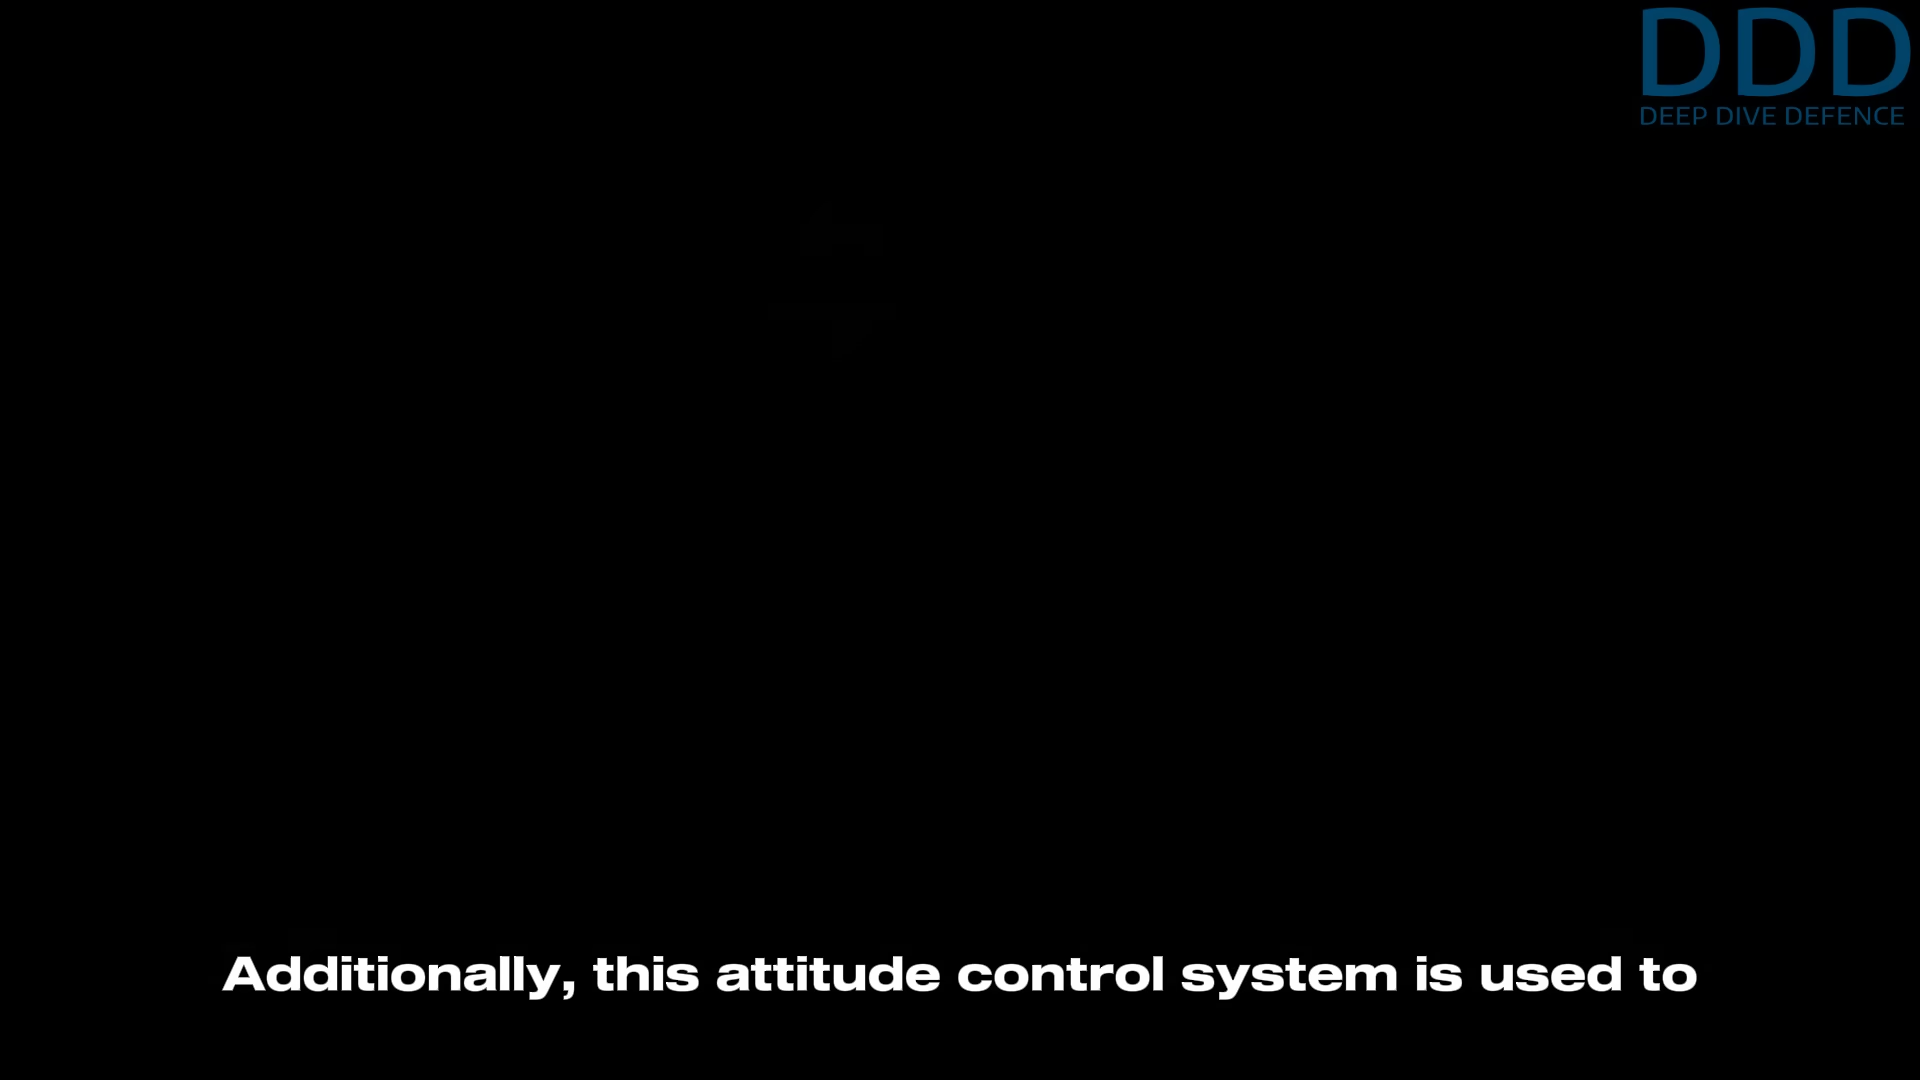 DDD
DEEP DIVE DEFENCE
Additionally, this attitude control system is used to